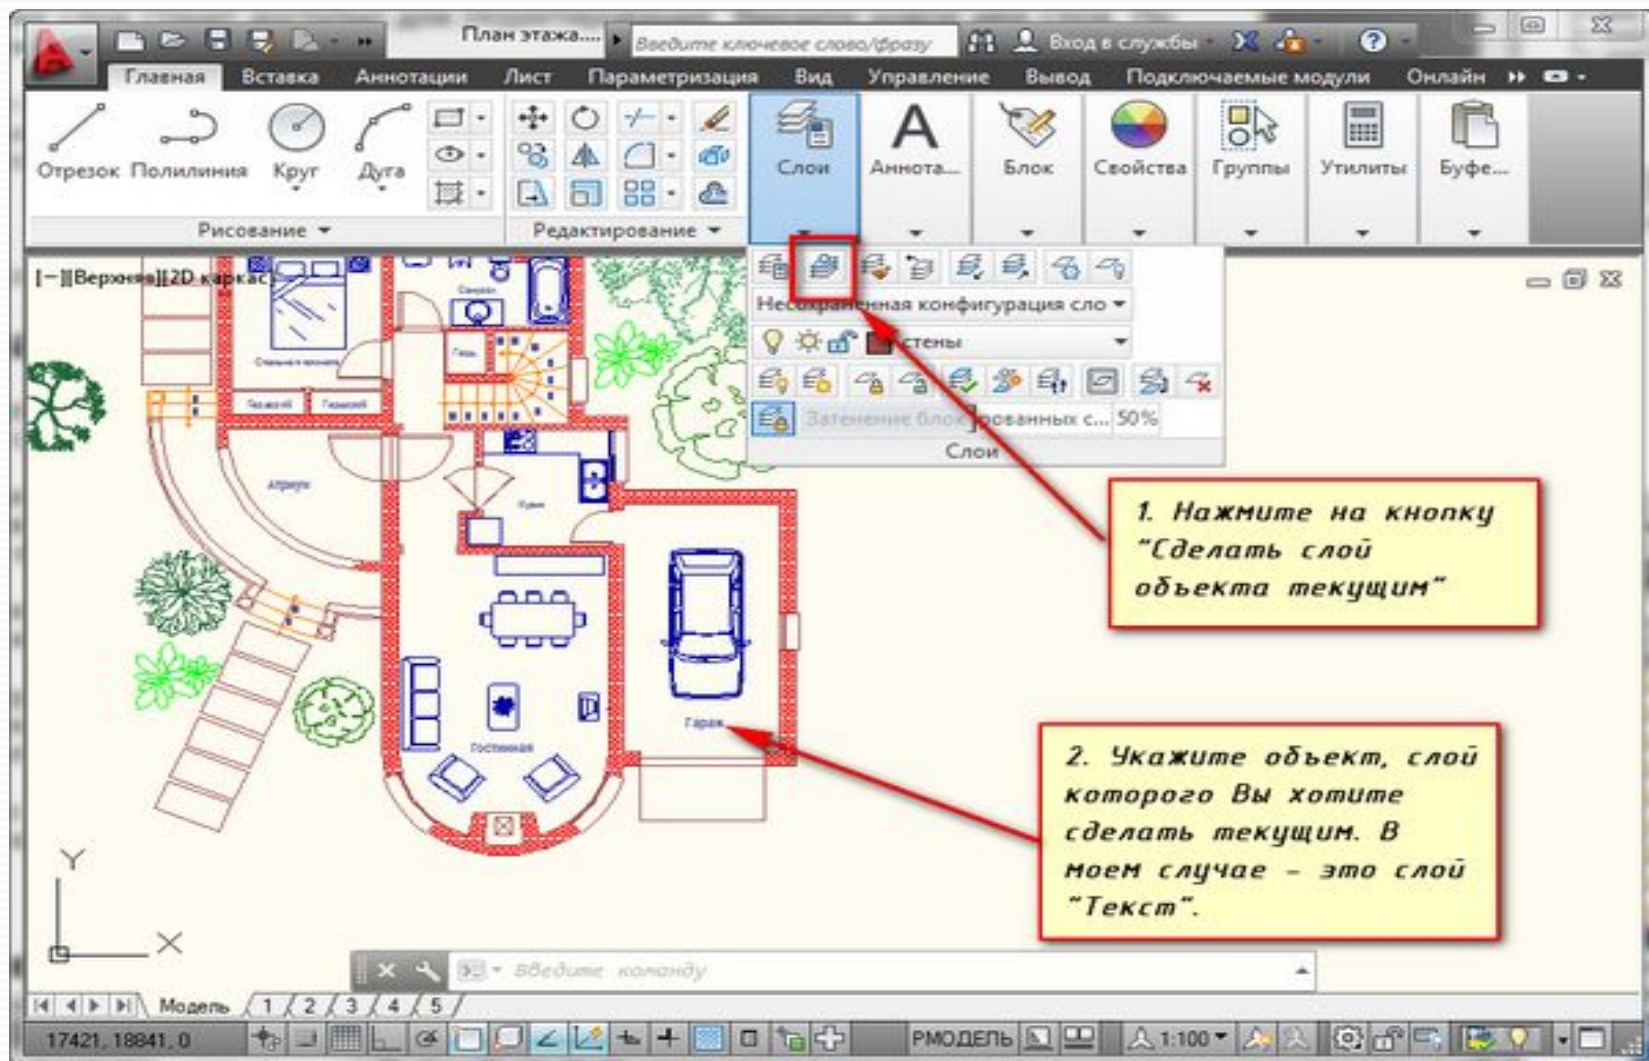 План этажа....
Введите ключевое слово/фразу
Вход в службы
Главная Вставка Аннотации Лист Параметризация Вид Управление Вывод Подключаемые модули Онлайн
Отрезок Полилиния Круг Дуга
Слои Аннота... Блок Свойства Группы Утилиты Буфе...
Рисование Редактирование
[−][Верхняя][2D каркас]
Несохраненная конфигурация сло
стены
Затенение блокированных с... 50%
Слои
Атриум
Кухня
Гараж
Гостинная
1. Нажмите на кнопку
"Сделать слой
объекта текущим"
2. Укажите объект, слой
которого Вы хотите
сделать текущим. В
моем случае - это слой
"Текст".
Y
X
Введите команду
Модель 1 2 3 4 5
17421, 18841, 0
РМОДЕЛЬ
1:100